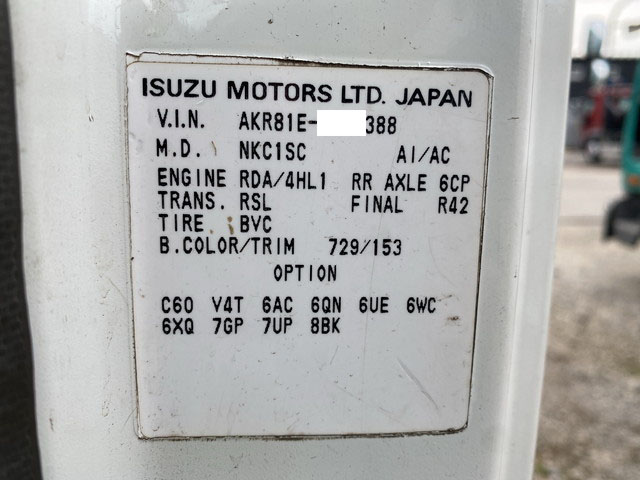 ISUZU MOTORS LTD. JAPAN
V.I.N. AKR81E- 388
M.D. NKC1SC A1/AC
ENGINE RDA/4HL1 RR AXLE 6CP
TRANS. RSL FINAL R42
TIRE BVC
B.COLOR/TRIM 729/153
OPTION
C60 V4T 6AC 6QN 6UE 6WC
6XQ 7GP 7UP 8BK